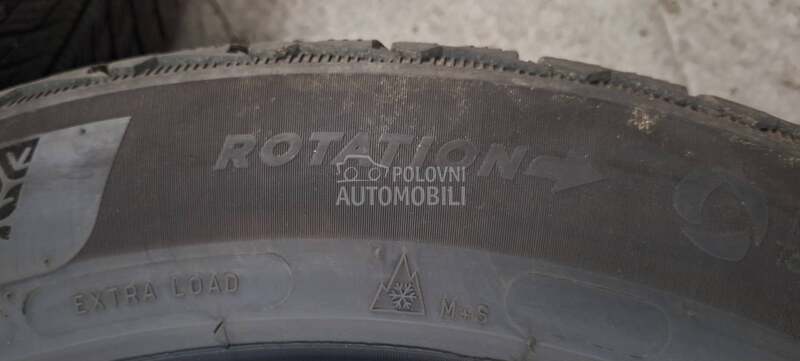 ROTATION
POLOVNI
AUTOMOBILI
EXTRA LOAD
M+S